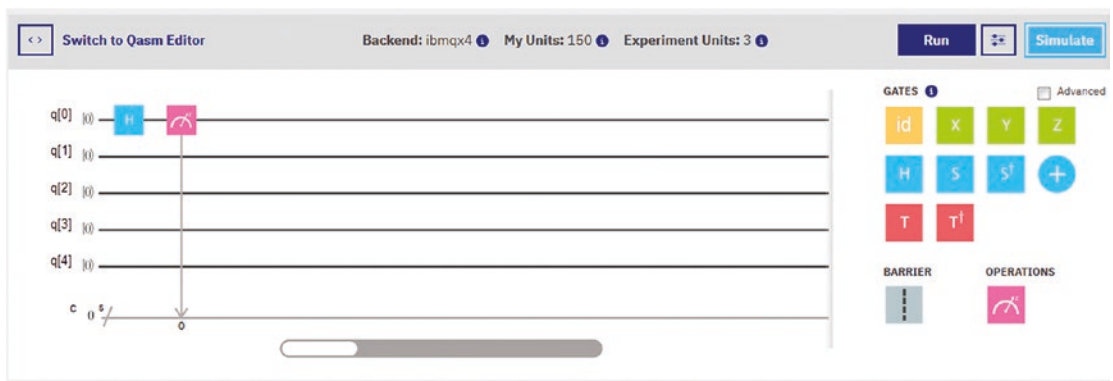 <> Switch to Qasm Editor Backend: ibmqx4 i My Units: 150 i Experiment Units: 3 i Run Simulate
GATES i Advanced
q[0] |0⟩ H
id X Y Z
q[1] |0⟩
q[2] |0⟩
H S S† +
q[3] |0⟩
T T†
q[4] |0⟩
BARRIER OPERATIONS
c 0 5
0